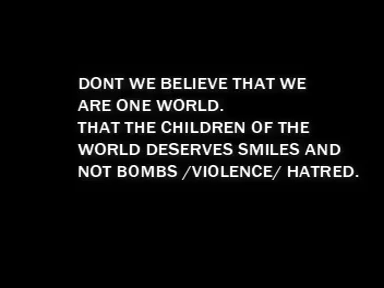 DONT WE BELIEVE THAT WE
ARE ONE WORLD.
THAT THE CHILDREN OF THE
WORLD DESERVES SMILES AND
NOT BOMBS /VIOLENCE/ HATRED.